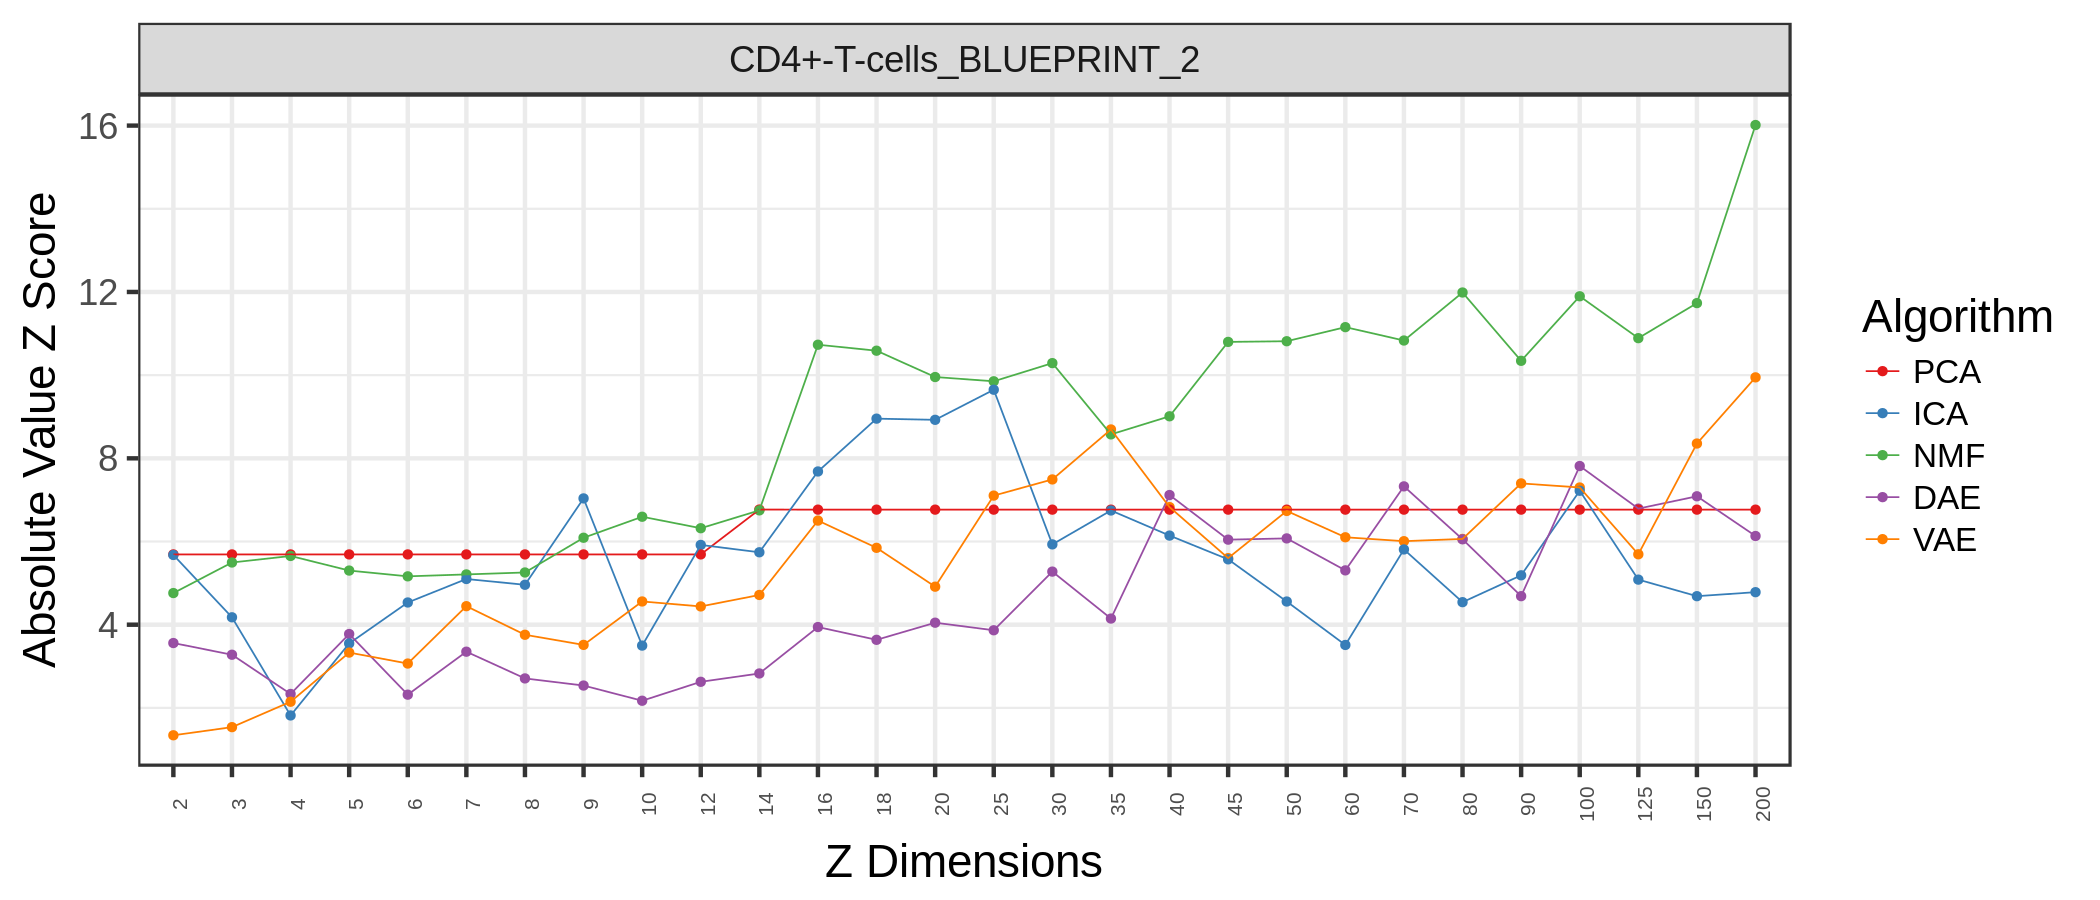 CD4+-T-cells_BLUEPRINT_2
Absolute Value Z Score
16
12
8
4
2 3 4 5 6 7 8 9 10 12 14 16 18 20 25 30 35 40 45 50 60 70 80 90 100 125 150 200
Z Dimensions
Algorithm
PCA
ICA
NMF
DAE
VAE